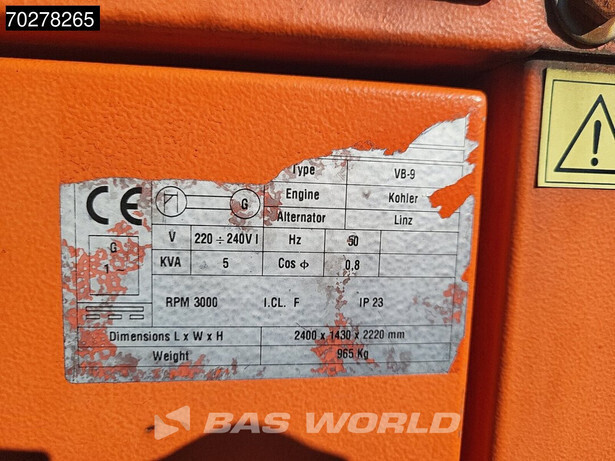 70278265
Type VB-9
Engine Kohler
CE G Alternator Linz
V 220 ÷ 240V I Hz 50
G
1 ~
KVA 5 Cos Φ 0,8
RPM 3000 I.CL. F IP 23
Dimensions L x W x H 2400 x 1430 x 2220 mm
Weight 965 Kg
BAS WORLD